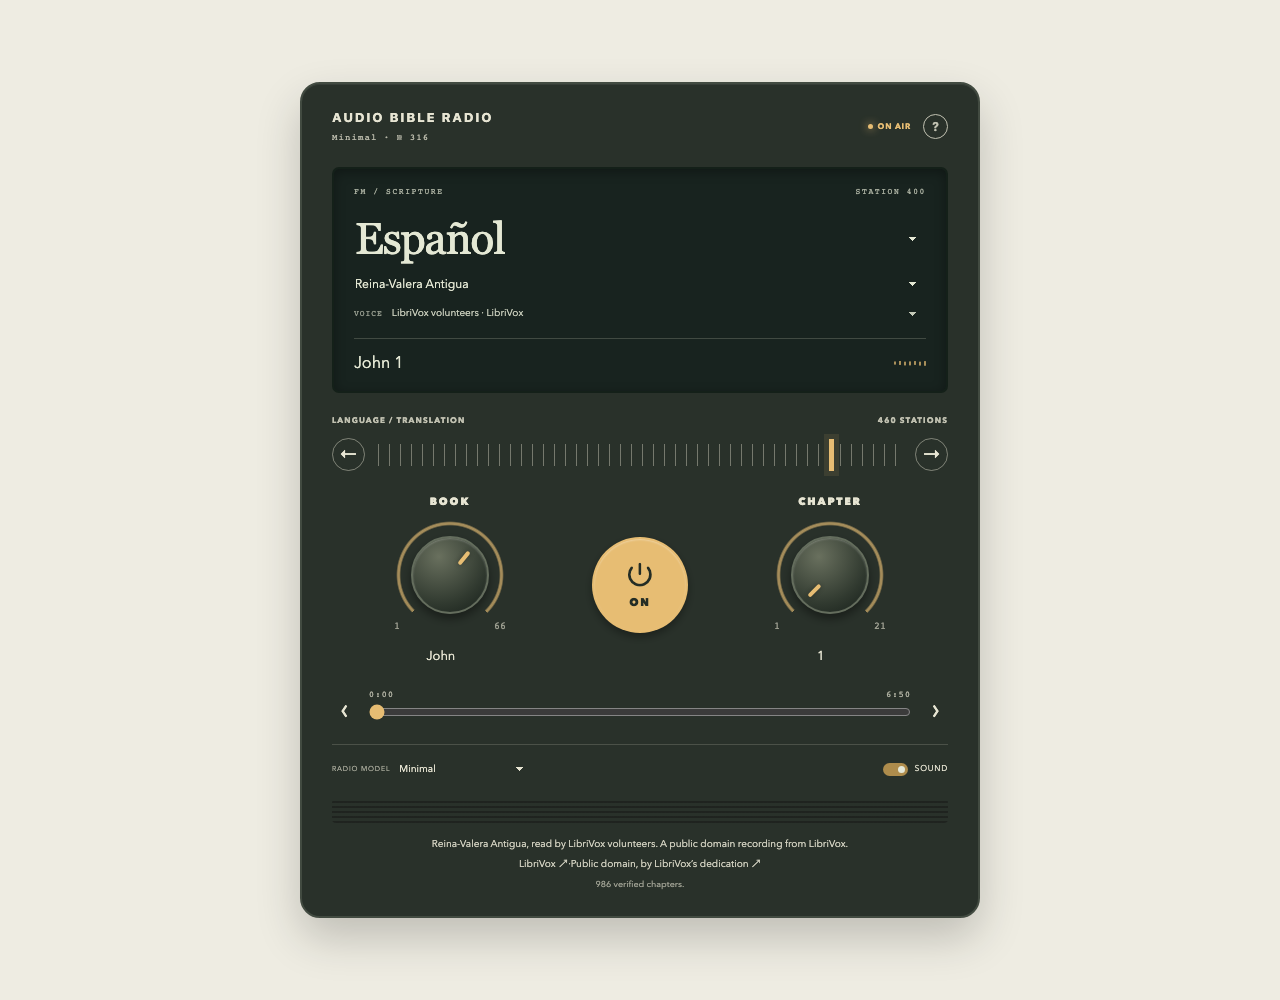 AUDIO BIBLE RADIO
Minimal · m 316
ON AIR
?
FM / SCRIPTURE
STATION 400
Español
Reina-Valera Antigua
VOICE LibriVox volunteers · LibriVox
John 1
LANGUAGE / TRANSLATION
460 STATIONS
BOOK
CHAPTER
ON
1
66
1
21
John
1
0:00
6:50
RADIO MODEL Minimal
SOUND
Reina-Valera Antigua, read by LibriVox volunteers. A public domain recording from LibriVox.
LibriVox ↗·Public domain, by LibriVox’s dedication ↗
986 verified chapters.